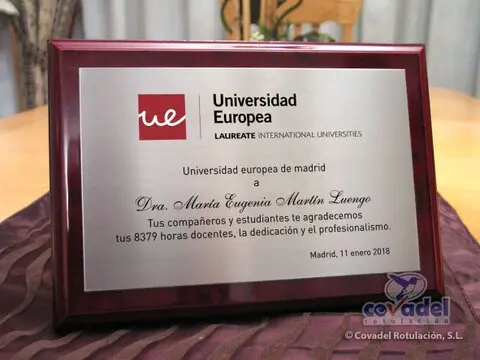 ue
Universidad
Europea
LAUREATE INTERNATIONAL UNIVERSITIES
Universidad europea de madrid
a
Dra. María Eugenia Martín Luengo
Tus compañeros y estudiantes te agradecemos
tus 8379 horas docentes, la dedicación y el profesionalismo.
Madrid, 11 enero 2018
covadel
rotulación
© Covadel Rotulación, S.L.